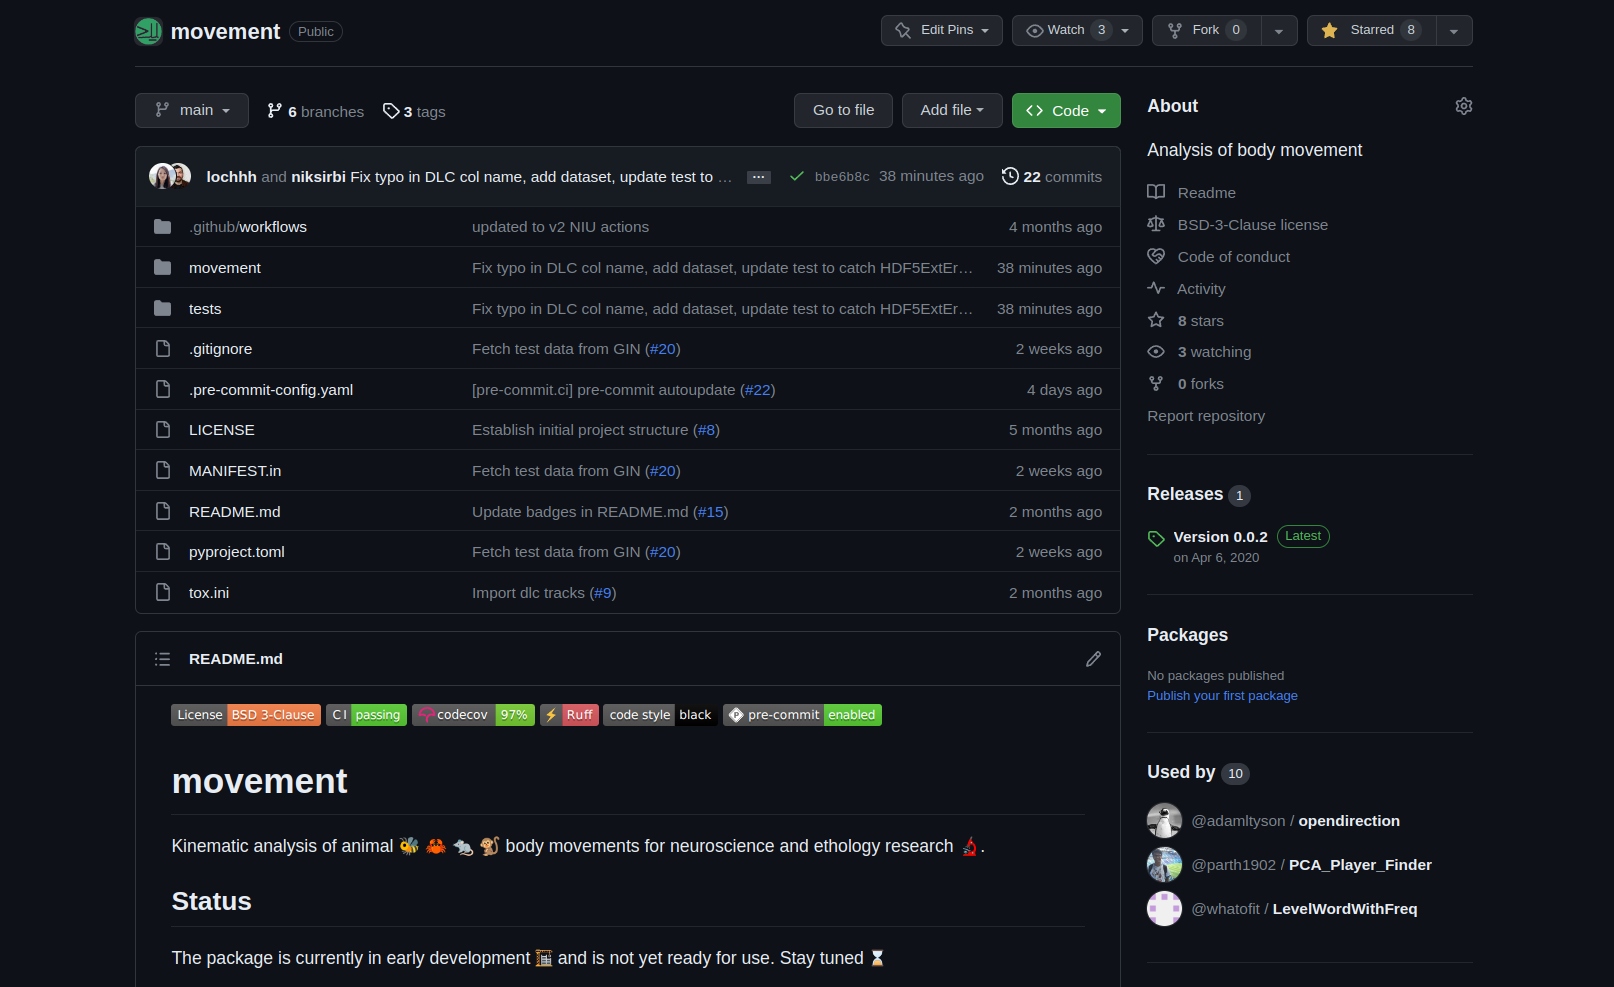 movement Public Edit Pins Watch 3 Fork 0 Starred 8
main 6 branches 3 tags Go to file Add file Code
lochhh and niksirbi Fix typo in DLC col name, add dataset, update test to … ... bbe6b8c 38 minutes ago 22 commits
.github/workflows updated to v2 NIU actions 4 months ago
movement Fix typo in DLC col name, add dataset, update test to catch HDF5ExtEr… 38 minutes ago
tests Fix typo in DLC col name, add dataset, update test to catch HDF5ExtEr… 38 minutes ago
.gitignore Fetch test data from GIN (#20) 2 weeks ago
.pre-commit-config.yaml [pre-commit.ci] pre-commit autoupdate (#22) 4 days ago
LICENSE Establish initial project structure (#8) 5 months ago
MANIFEST.in Fetch test data from GIN (#20) 2 weeks ago
README.md Update badges in README.md (#15) 2 months ago
pyproject.toml Fetch test data from GIN (#20) 2 weeks ago
tox.ini Import dlc tracks (#9) 2 months ago
README.md
License BSD 3-Clause CI passing codecov 97% ⚡ Ruff code style black pre-commit enabled
movement
Kinematic analysis of animal 🐝 🦀 🐀 🐒 body movements for neuroscience and ethology research 🔬.
Status
The package is currently in early development 🏗️ and is not yet ready for use. Stay tuned ⌛
About
Analysis of body movement
Readme
BSD-3-Clause license
Code of conduct
Activity
8 stars
3 watching
0 forks
Report repository
Releases 1
Version 0.0.2 Latest
on Apr 6, 2020
Packages
No packages published
Publish your first package
Used by 10
@adamltyson / opendirection
@parth1902 / PCA_Player_Finder
@whatofit / LevelWordWithFreq